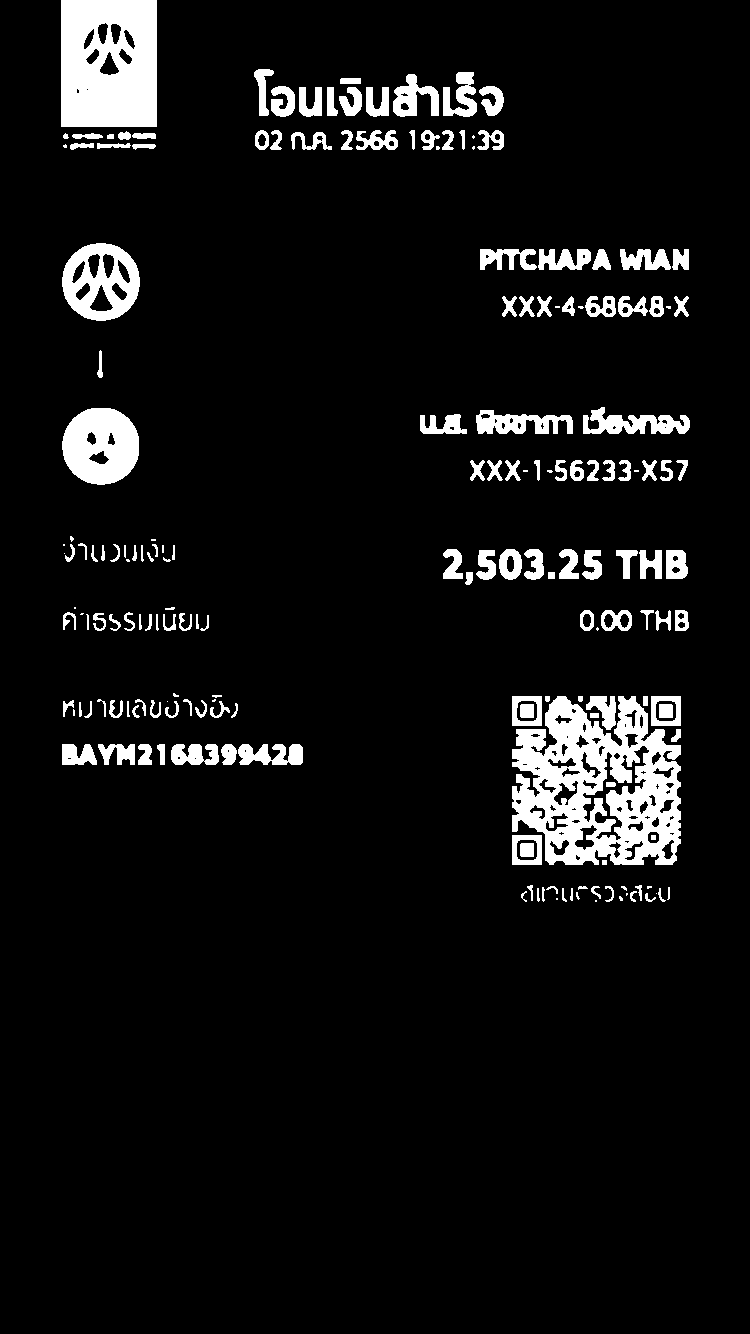 โอนเงินสำเร็จ
02 ก.ค. 2566 19:21:39
PITCHAPA WIAN
XXX-4-68648-X
น.ส. พิชชาภา เวียงทอง
XXX-1-56233-X57
จำนวนเงิน
2,503.25 THB
ค่าธรรมเนียม
0.00 THB
หมายเลขอ้างอิง
BAYM2168399428
สแกนตรวจสอบ